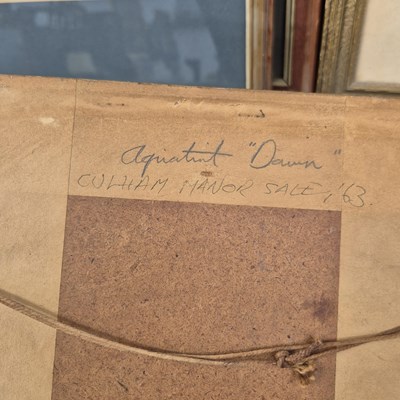 Aquatint "Dawn"
CULHAM MANOR SALE, '63.